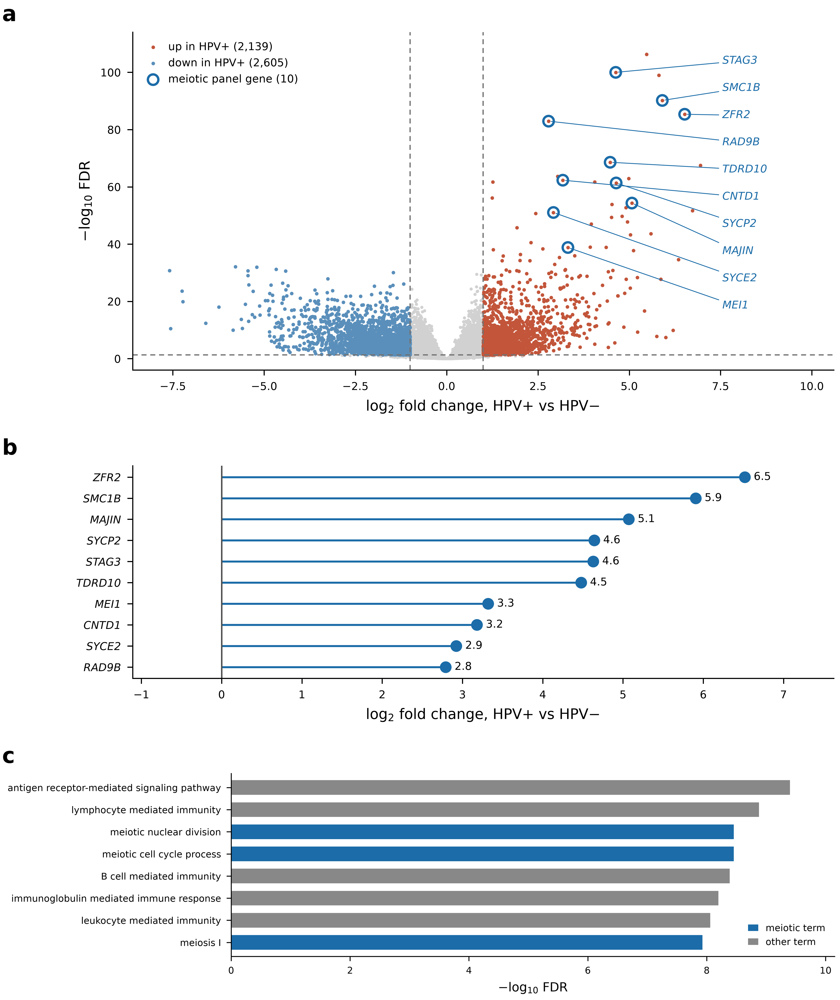 a
up in HPV+ (2,139)
down in HPV+ (2,605)
meiotic panel gene (10)
STAG3
SMC1B
ZFR2
RAD9B
TDRD10
CNTD1
SYCP2
MAJIN
SYCE2
MEI1
−log₁₀ FDR
100
80
60
40
20
0
−7.5 −5.0 −2.5 0.0 2.5 5.0 7.5 10.0
log₂ fold change, HPV+ vs HPV−
b
ZFR2 6.5
SMC1B 5.9
MAJIN 5.1
SYCP2 4.6
STAG3 4.6
TDRD10 4.5
MEI1 3.3
CNTD1 3.2
SYCE2 2.9
RAD9B 2.8
−1 0 1 2 3 4 5 6 7
log₂ fold change, HPV+ vs HPV−
c
antigen receptor-mediated signaling pathway
lymphocyte mediated immunity
meiotic nuclear division
meiotic cell cycle process
B cell mediated immunity
immunoglobulin mediated immune response
leukocyte mediated immunity
meiosis I
meiotic term
other term
0 2 4 6 8 10
−log₁₀ FDR